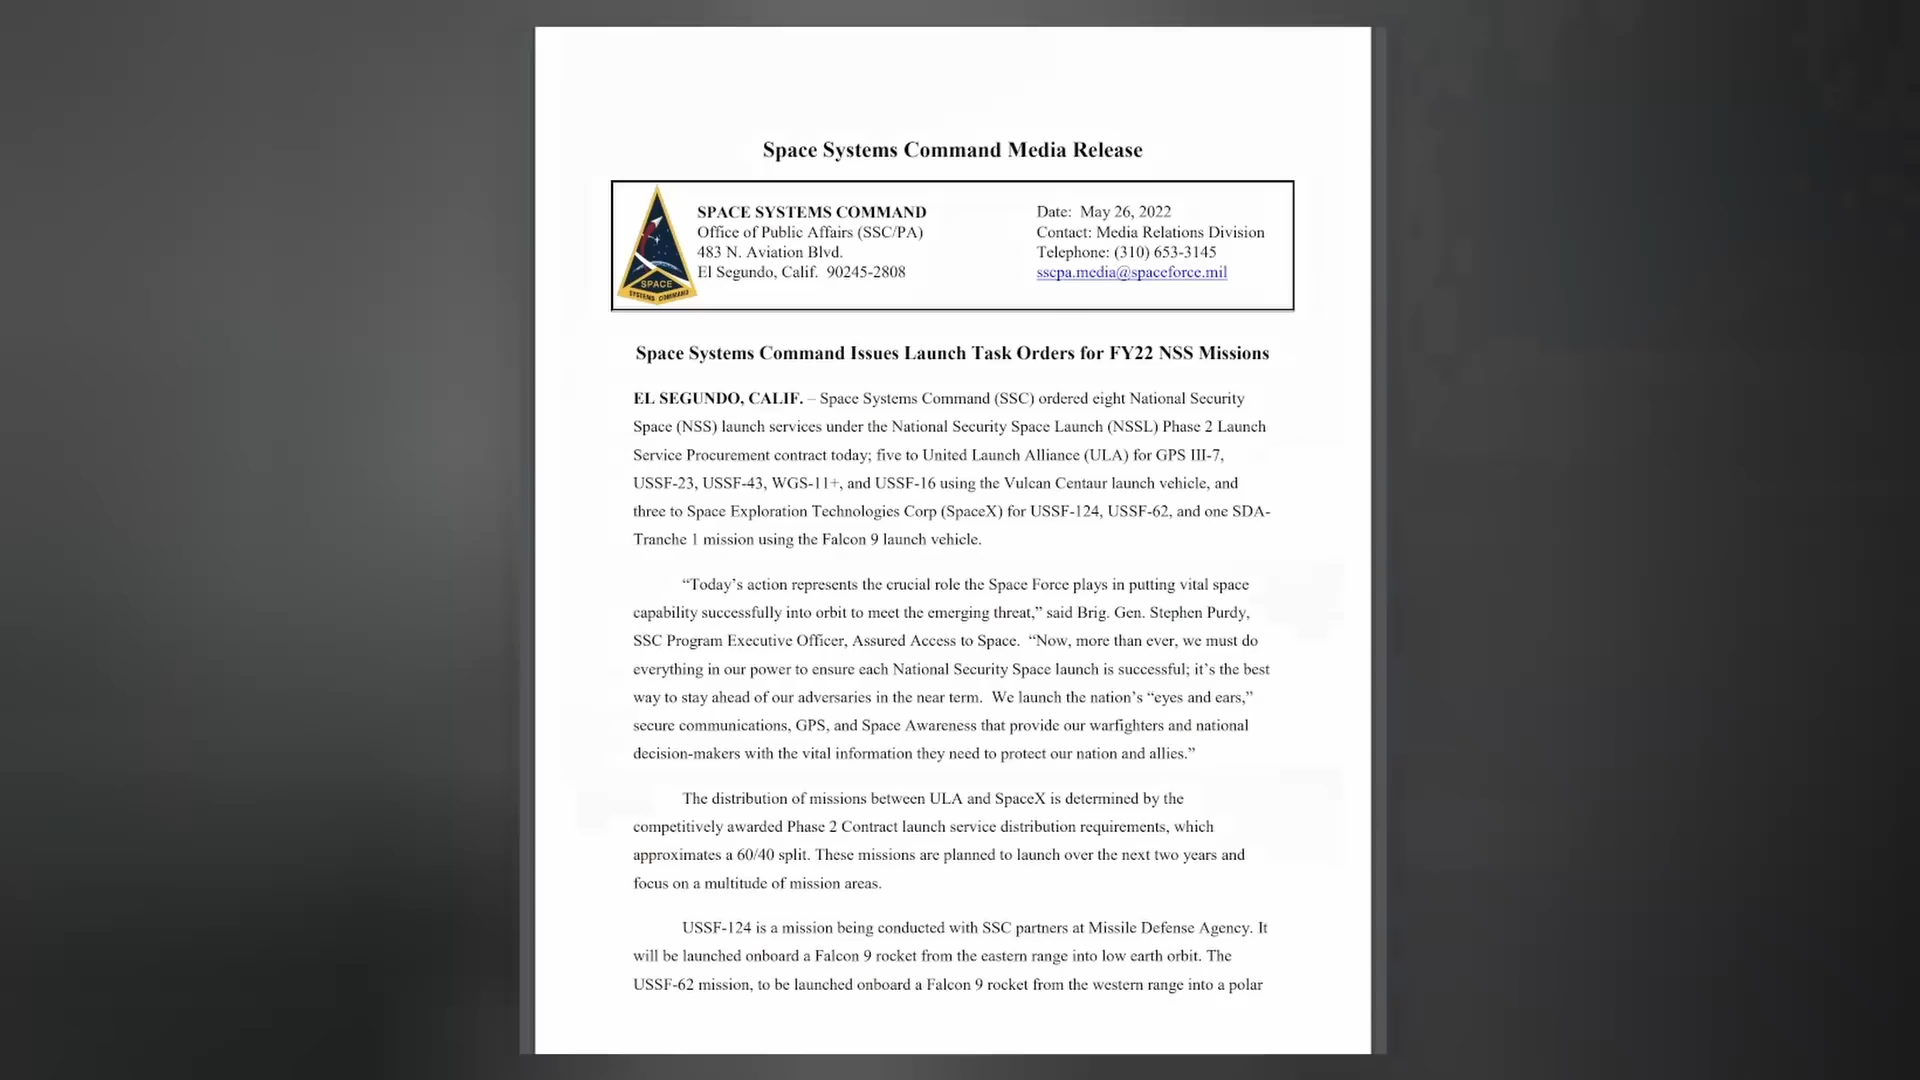 Space Systems Command Media Release
SPACE
SYSTEMS COMMAND
SPACE SYSTEMS COMMAND
Office of Public Affairs (SSC/PA)
483 N. Aviation Blvd.
El Segundo, Calif.  90245-2808
Date:  May 26, 2022
Contact: Media Relations Division
Telephone: (310) 653-3145
sscpa.media@spaceforce.mil
Space Systems Command Issues Launch Task Orders for FY22 NSS Missions
EL SEGUNDO, CALIF. – Space Systems Command (SSC) ordered eight National Security
Space (NSS) launch services under the National Security Space Launch (NSSL) Phase 2 Launch
Service Procurement contract today; five to United Launch Alliance (ULA) for GPS III-7,
USSF-23, USSF-43, WGS-11+, and USSF-16 using the Vulcan Centaur launch vehicle, and
three to Space Exploration Technologies Corp (SpaceX) for USSF-124, USSF-62, and one SDA-
Tranche 1 mission using the Falcon 9 launch vehicle.
“Today’s action represents the crucial role the Space Force plays in putting vital space
capability successfully into orbit to meet the emerging threat,” said Brig. Gen. Stephen Purdy,
SSC Program Executive Officer, Assured Access to Space.  “Now, more than ever, we must do
everything in our power to ensure each National Security Space launch is successful; it’s the best
way to stay ahead of our adversaries in the near term.  We launch the nation’s “eyes and ears,”
secure communications, GPS, and Space Awareness that provide our warfighters and national
decision-makers with the vital information they need to protect our nation and allies.”
The distribution of missions between ULA and SpaceX is determined by the
competitively awarded Phase 2 Contract launch service distribution requirements, which
approximates a 60/40 split. These missions are planned to launch over the next two years and
focus on a multitude of mission areas.
USSF-124 is a mission being conducted with SSC partners at Missile Defense Agency. It
will be launched onboard a Falcon 9 rocket from the eastern range into low earth orbit. The
USSF-62 mission, to be launched onboard a Falcon 9 rocket from the western range into a polar